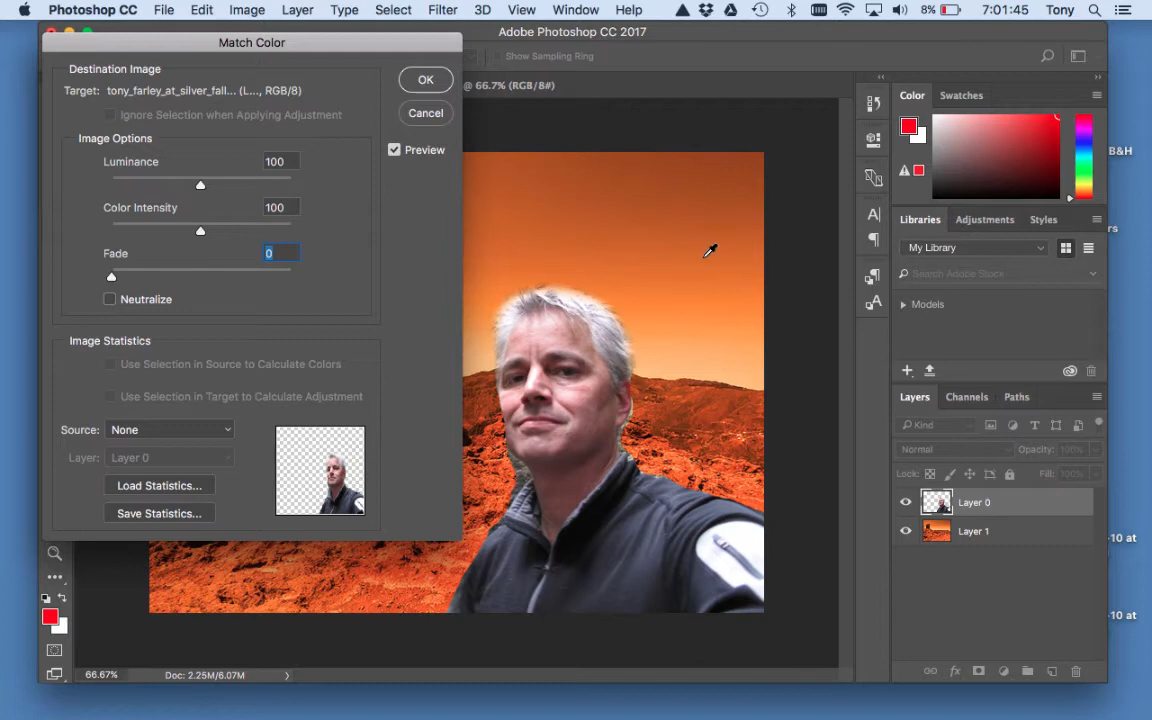 Photoshop CC File Edit Image Layer Type Select Filter 3D View Window Help 8% 7:01:45 Tony
Adobe Photoshop CC 2017
Match Color
Show Sampling Ring
@ 66.7% (RGB/8#)
Destination Image
Target: tony_farley_at_silver_fall... (L..., RGB/8)
Ignore Selection when Applying Adjustment
OK
Cancel
Preview
Image Options
Luminance 100
Color Intensity 100
Fade 0
Neutralize
Image Statistics
Use Selection in Source to Calculate Colors
Use Selection in Target to Calculate Adjustment
Source: None
Layer: Layer 0
Load Statistics...
Save Statistics...
66.67% Doc: 2.25M/6.07M
Color Swatches
Libraries Adjustments Styles
My Library
Search Adobe Stock
Models
Layers Channels Paths
Kind
Normal Opacity: 100%
Lock: Fill: 100%
Layer 0
Layer 1
B&H
rs
-10 at
-10 at